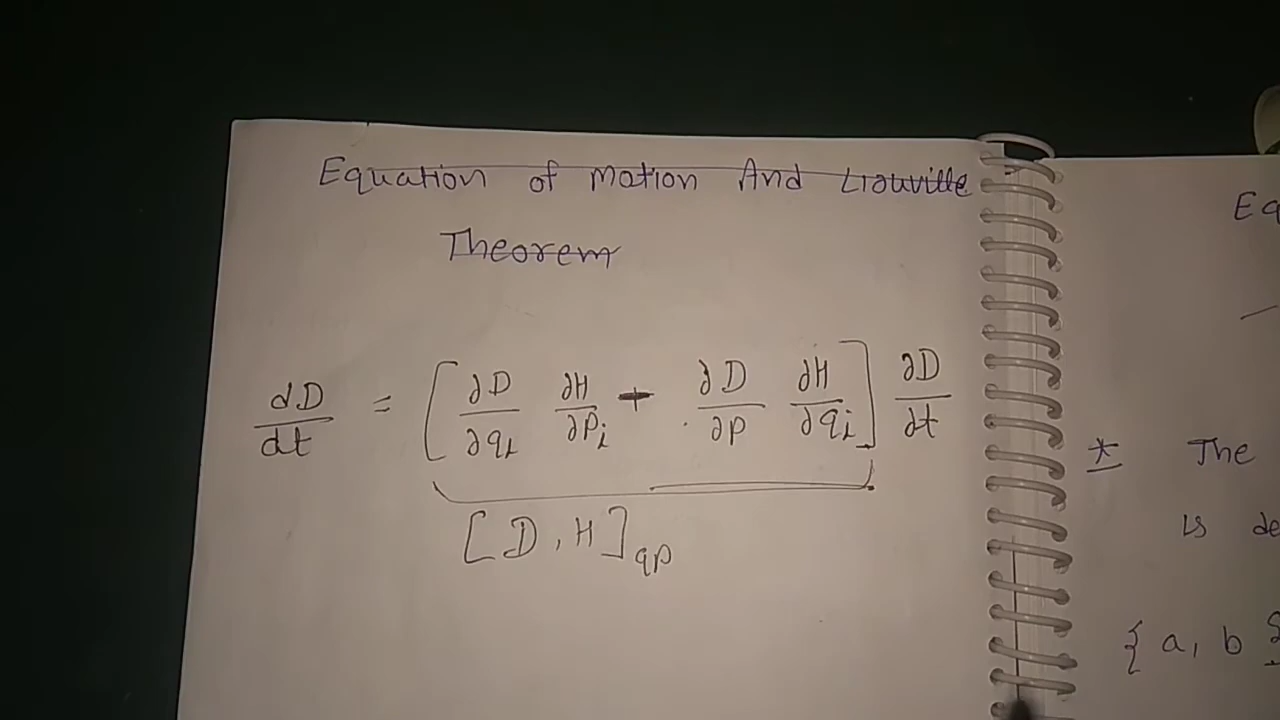 Equation of Motion And Liouville
Theorem
dD/dt = [∂D/∂qi ∂H/∂Pi + ∂D/∂P ∂H/∂qi] ∂D/∂t
[D, H]qp
Eq
* The
is de
{a, b}